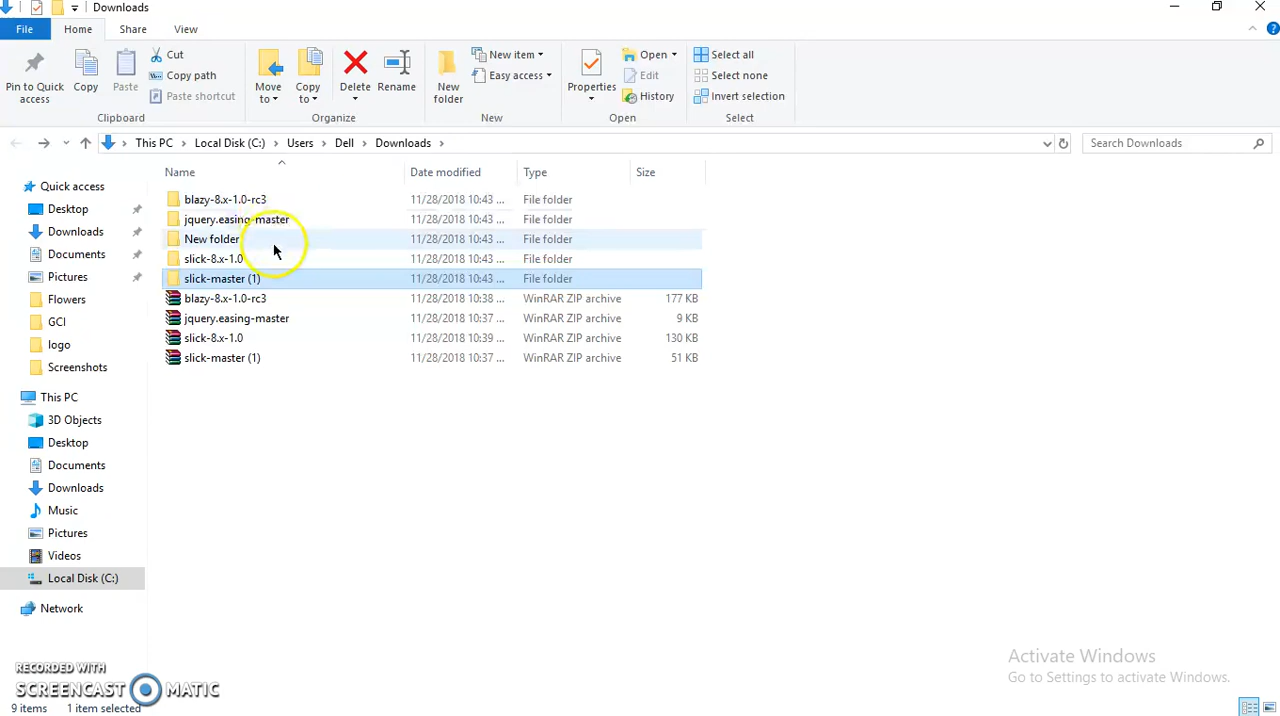 Downloads
File Home Share View
Pin to Quick access
Copy
Paste
Cut
Copy path
Paste shortcut
Clipboard
Move to
Copy to
Delete
Rename
Organize
New folder
New item
Easy access
New
Properties
Open
Edit
History
Open
Select all
Select none
Invert selection
Select
This PC > Local Disk (C:) > Users > Dell > Downloads >
Search Downloads
Name Date modified Type Size
blazy-8.x-1.0-rc3 11/28/2018 10:43 ... File folder
jquery.easing-master 11/28/2018 10:43 ... File folder
New folder 11/28/2018 10:43 ... File folder
slick-8.x-1.0 11/28/2018 10:43 ... File folder
slick-master (1) 11/28/2018 10:43 ... File folder
blazy-8.x-1.0-rc3 11/28/2018 10:38 ... WinRAR ZIP archive 177 KB
jquery.easing-master 11/28/2018 10:37 ... WinRAR ZIP archive 9 KB
slick-8.x-1.0 11/28/2018 10:39 ... WinRAR ZIP archive 130 KB
slick-master (1) 11/28/2018 10:37 ... WinRAR ZIP archive 51 KB
Quick access
Desktop
Downloads
Documents
Pictures
Flowers
GCI
logo
Screenshots
This PC
3D Objects
Desktop
Documents
Downloads
Music
Pictures
Videos
Local Disk (C:)
Network
Activate Windows
Go to Settings to activate Windows.
RECORDED WITH
SCREENCAST MATIC
9 items 1 item selected